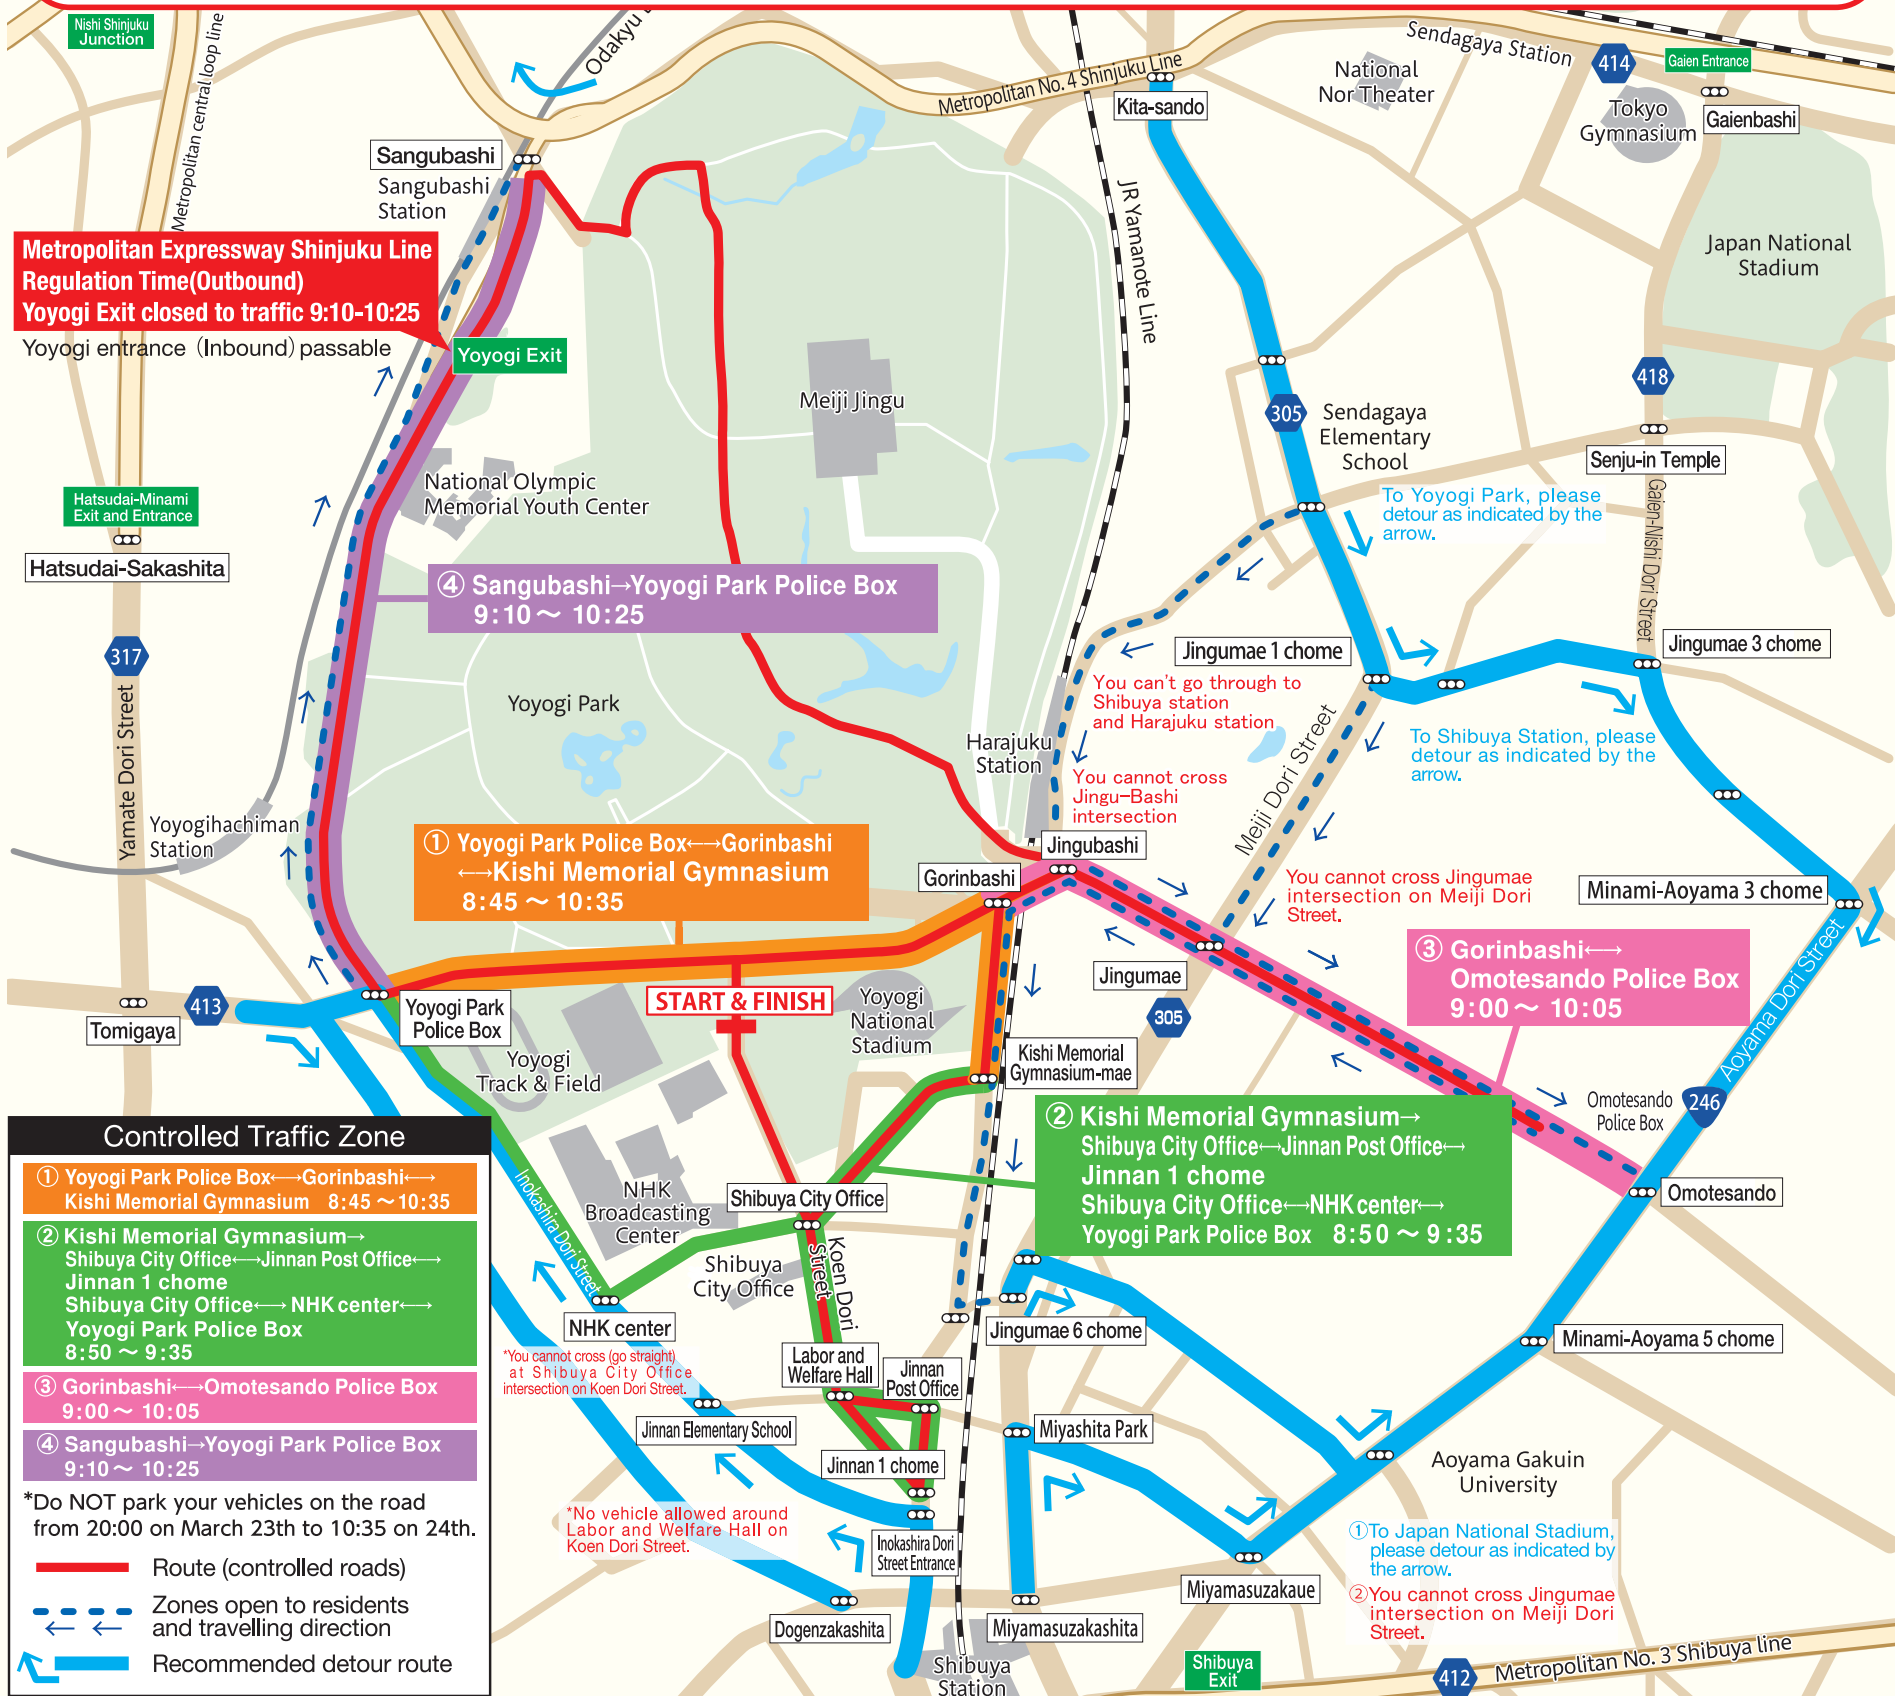 Nishi Shinjuku
Junction
Metropolitan central loop line
Odakyu
Metropolitan No. 4 Shinjuku Line
Sendagaya Station
414
Gaien Entrance
National
Nor Theater
Kita-sando
Tokyo
Gymnasium
Gaienbashi
Sangubashi
Sangubashi
Station
JR Yamanote Line
Japan National
Stadium
Metropolitan Expressway Shinjuku Line
Regulation Time(Outbound)
Yoyogi Exit closed to traffic 9:10-10:25
Yoyogi entrance (Inbound) passable
Yoyogi Exit
Meiji Jingu
418
305
Sendagaya
Elementary
School
Senju-in Temple
Gaien-Nishi Dori Street
National Olympic
Memorial Youth Center
Hatsudai-Minami
Exit and Entrance
Hatsudai-Sakashita
To Yoyogi Park, please
detour as indicated by the
arrow.
④ Sangubashi→Yoyogi Park Police Box
9:10～ 10:25
317
Yamate Dori Street
Jingumae 1 chome
Jingumae 3 chome
You can't go through to
Shibuya station
and Harajuku station
Yoyogi Park
Harajuku
Station
Meiji Dori Street
To Shibuya Station, please
detour as indicated by the
arrow.
You cannot cross
Jingu-Bashi
intersection
Yoyogihachiman
Station
① Yoyogi Park Police Box←→Gorinbashi
←→Kishi Memorial Gymnasium
8:45 ～ 10:35
Jingubashi
Gorinbashi
You cannot cross Jingumae
intersection on Meiji Dori
Street.
Minami-Aoyama 3 chome
③ Gorinbashi←→
Omotesando Police Box
9:00～ 10:05
Aoyama Dori Street
Jingumae
305
413
Tomigaya
Yoyogi Park
Police Box
START & FINISH
Yoyogi
National
Stadium
Yoyogi
Track & Field
Kishi Memorial
Gymnasium-mae
Omotesando
Police Box
246
② Kishi Memorial Gymnasium→
Shibuya City Office←→Jinnan Post Office←→
Jinnan 1 chome
Shibuya City Office←→NHK center←→
Yoyogi Park Police Box 8:50 ～ 9:35
Omotesando
Controlled Traffic Zone
① Yoyogi Park Police Box←→Gorinbashi←→
Kishi Memorial Gymnasium 8:45 ～10:35
② Kishi Memorial Gymnasium→
Shibuya City Office←→Jinnan Post Office←→
Jinnan 1 chome
Shibuya City Office←→ NHK center←→
Yoyogi Park Police Box
8:50 ～ 9:35
③ Gorinbashi←→Omotesando Police Box
9:00～ 10:05
④ Sangubashi→Yoyogi Park Police Box
9:10～ 10:25
*Do NOT park your vehicles on the road
from 20:00 on March 23th to 10:35 on 24th.
Route (controlled roads)
Zones open to residents
and travelling direction
Recommended detour route
Inokashira Dori Street
NHK
Broadcasting
Center
Shibuya City Office
Shibuya
City Office
Koen Dori
Street
NHK center
*You cannot cross (go straight)
at Shibuya City Office
intersection on Koen Dori Street.
Labor and
Welfare Hall
Jinnan
Post Office
Jingumae 6 chome
Minami-Aoyama 5 chome
Jinnan Elementary School
Jinnan 1 chome
Miyashita Park
Aoyama Gakuin
University
*No vehicle allowed around
Labor and Welfare Hall on
Koen Dori Street.
Inokashira Dori
Street Entrance
①To Japan National Stadium,
please detour as indicated by
the arrow.
②You cannot cross Jingumae
intersection on Meiji Dori
Street.
Miyamasuzakaue
Dogenzakashita
Miyamasuzakashita
Shibuya
Station
Shibuya
Exit
412
Metropolitan No. 3 Shibuya line